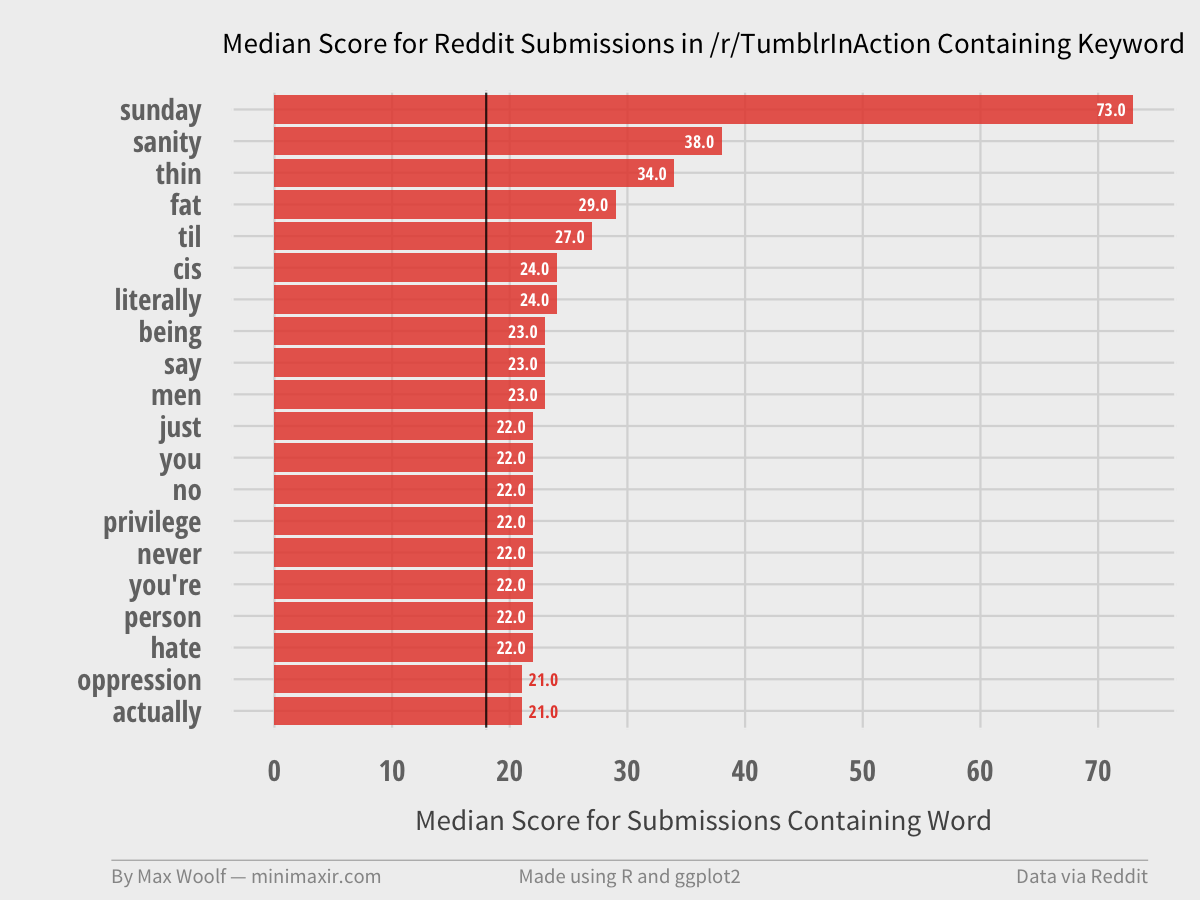 Median Score for Reddit Submissions in /r/TumblrInAction Containing Keyword
sunday 73.0
sanity 38.0
thin 34.0
fat 29.0
til 27.0
cis 24.0
literally 24.0
being 23.0
say 23.0
men 23.0
just 22.0
you 22.0
no 22.0
privilege 22.0
never 22.0
you're 22.0
person 22.0
hate 22.0
oppression 21.0
actually 21.0
0 10 20 30 40 50 60 70
Median Score for Submissions Containing Word
By Max Woolf — minimaxir.com Made using R and ggplot2 Data via Reddit